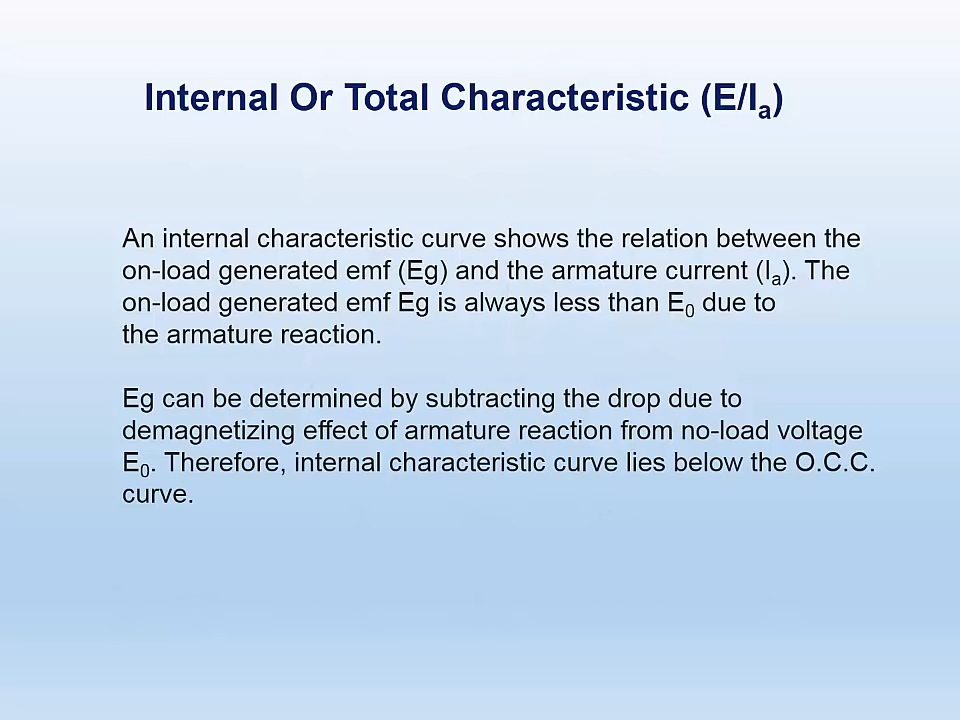 Internal Or Total Characteristic (E/Ia)
An internal characteristic curve shows the relation between the
on-load generated emf (Eg) and the armature current (Ia). The
on-load generated emf Eg is always less than E0 due to
the armature reaction.
Eg can be determined by subtracting the drop due to
demagnetizing effect of armature reaction from no-load voltage
E0. Therefore, internal characteristic curve lies below the O.C.C.
curve.